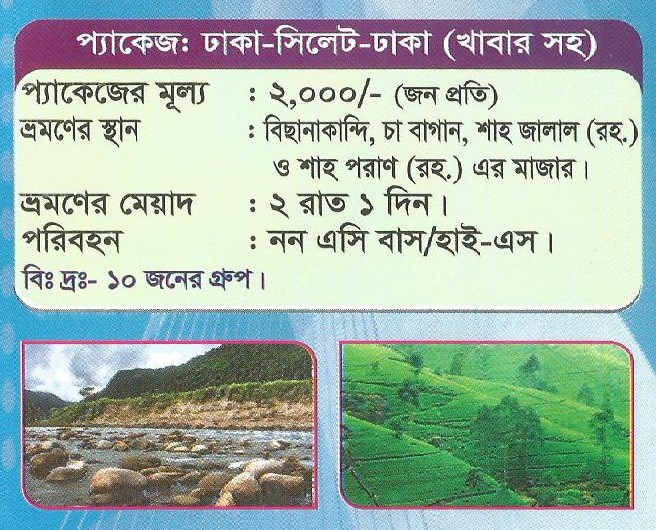 প্যাকেজ: ঢাকা-সিলেট-ঢাকা (খাবার সহ)
প্যাকেজের মূল্য : ২,০০০/- (জন প্রতি)
ভ্রমণের স্থান : বিছানাকান্দি, চা বাগান, শাহ জালাল (রহ.)
ও শাহ পরাণ (রহ.) এর মাজার।
ভ্রমণের মেয়াদ : ২ রাত ১ দিন।
পরিবহন : নন এসি বাস/হাই-এস।
বিঃ দ্রঃ- ১০ জনের গ্রুপ।